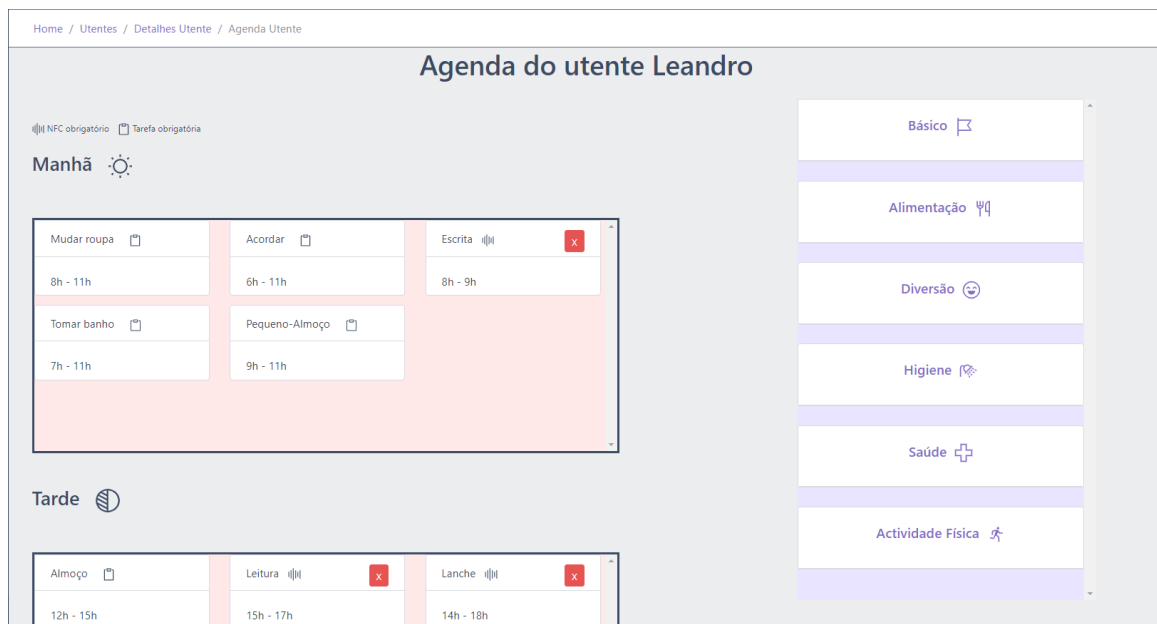 Home / Utentes / Detalhes Utente / Agenda Utente
Agenda do utente Leandro
NFC obrigatório Tarefa obrigatória
Manhã
Mudar roupa
8h - 11h
Acordar
6h - 11h
Escrita
x
8h - 9h
Tomar banho
7h - 11h
Pequeno-Almoço
9h - 11h
Tarde
Almoço
12h - 15h
Leitura
x
15h - 17h
Lanche
x
14h - 18h
Básico
Alimentação
Diversão
Higiene
Saúde
Actividade Física